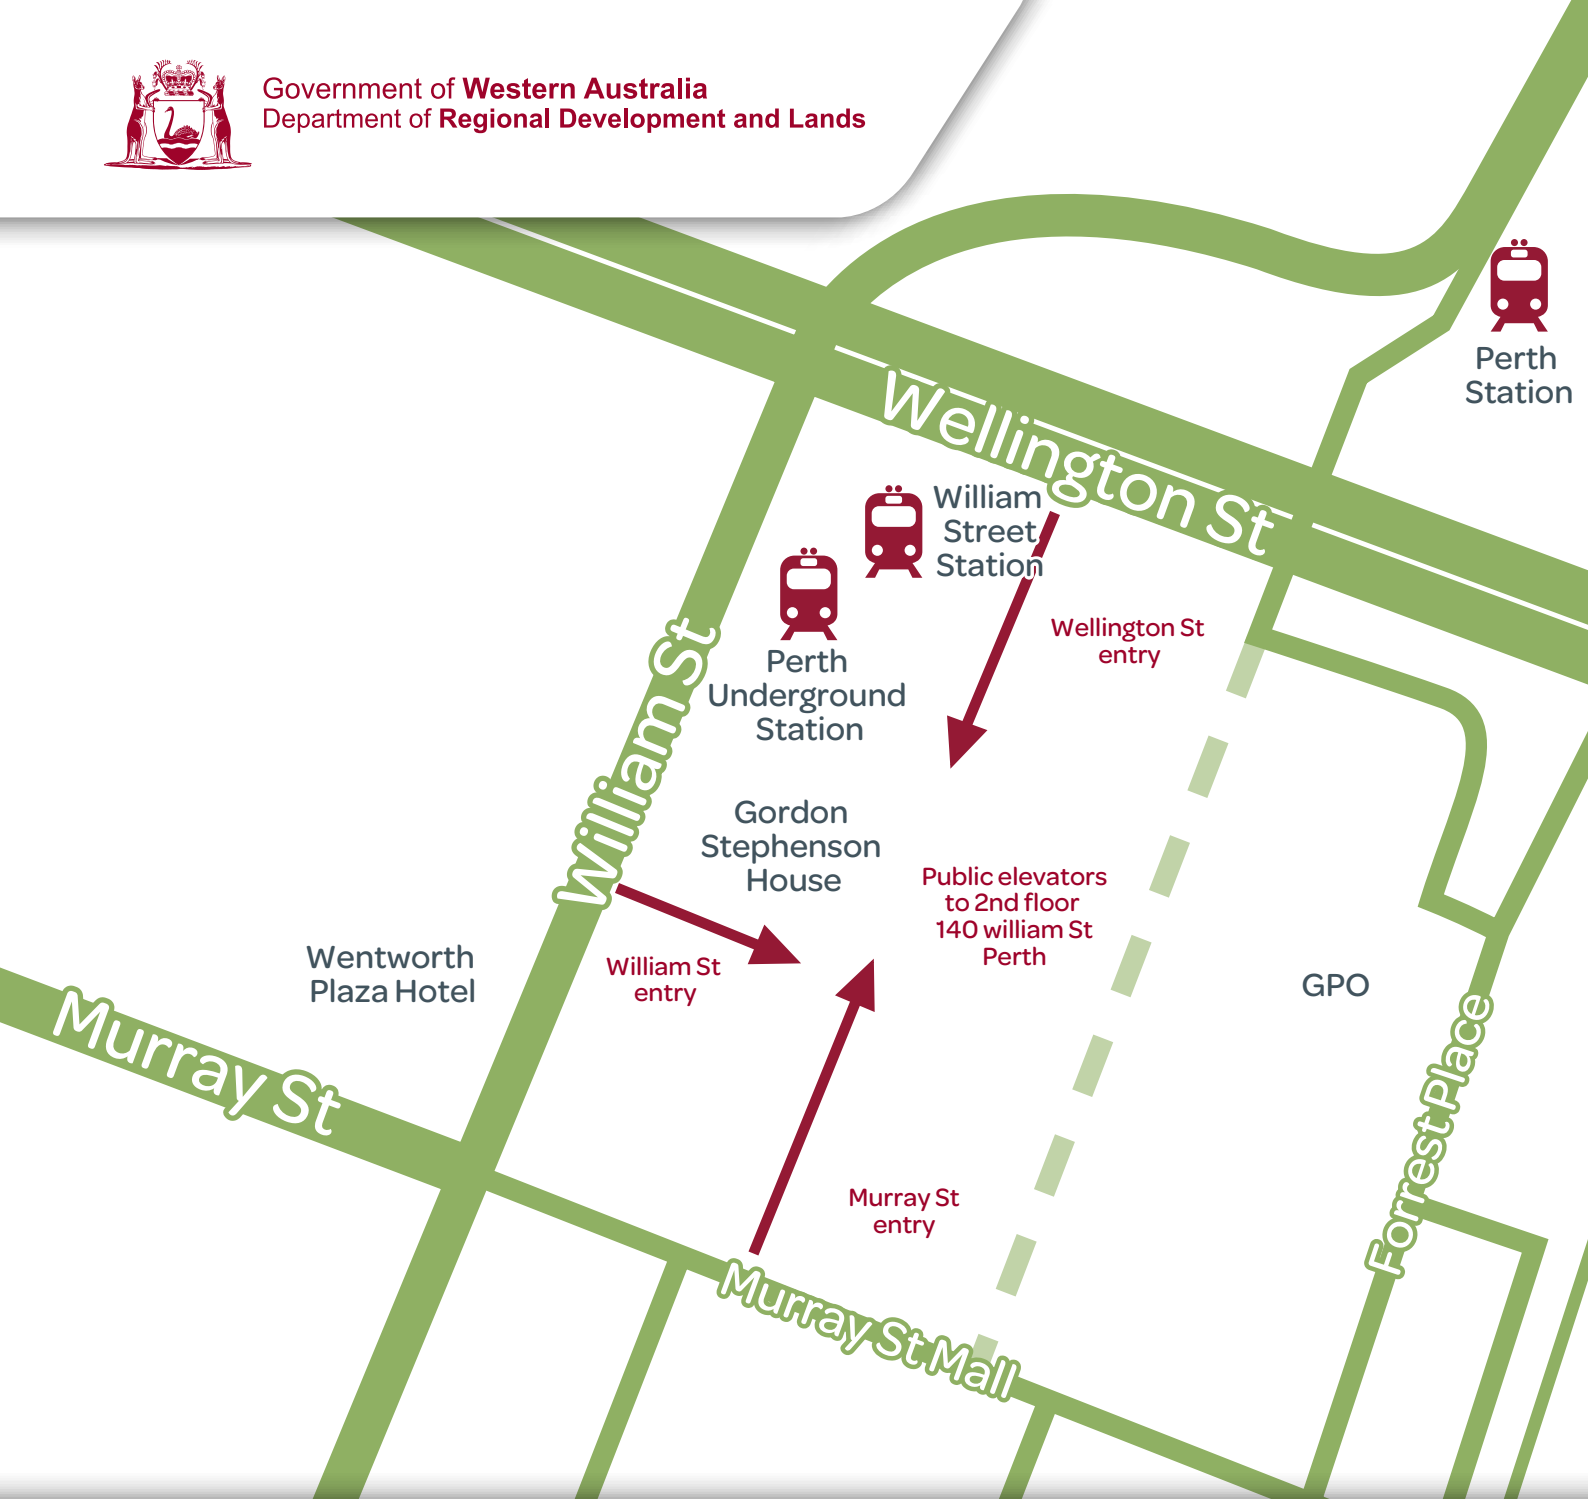 Government of Western Australia
Department of Regional Development and Lands
Perth
Station
Wellington St
William
Street
Station
Wellington St
entry
Perth
Underground
Station
William St
Gordon
Stephenson
House
Public elevators
to 2nd floor
140 william St
Perth
Wentworth
Plaza Hotel
William St
entry
GPO
Murray St
Forrest Place
Murray St
entry
Murray St Mall